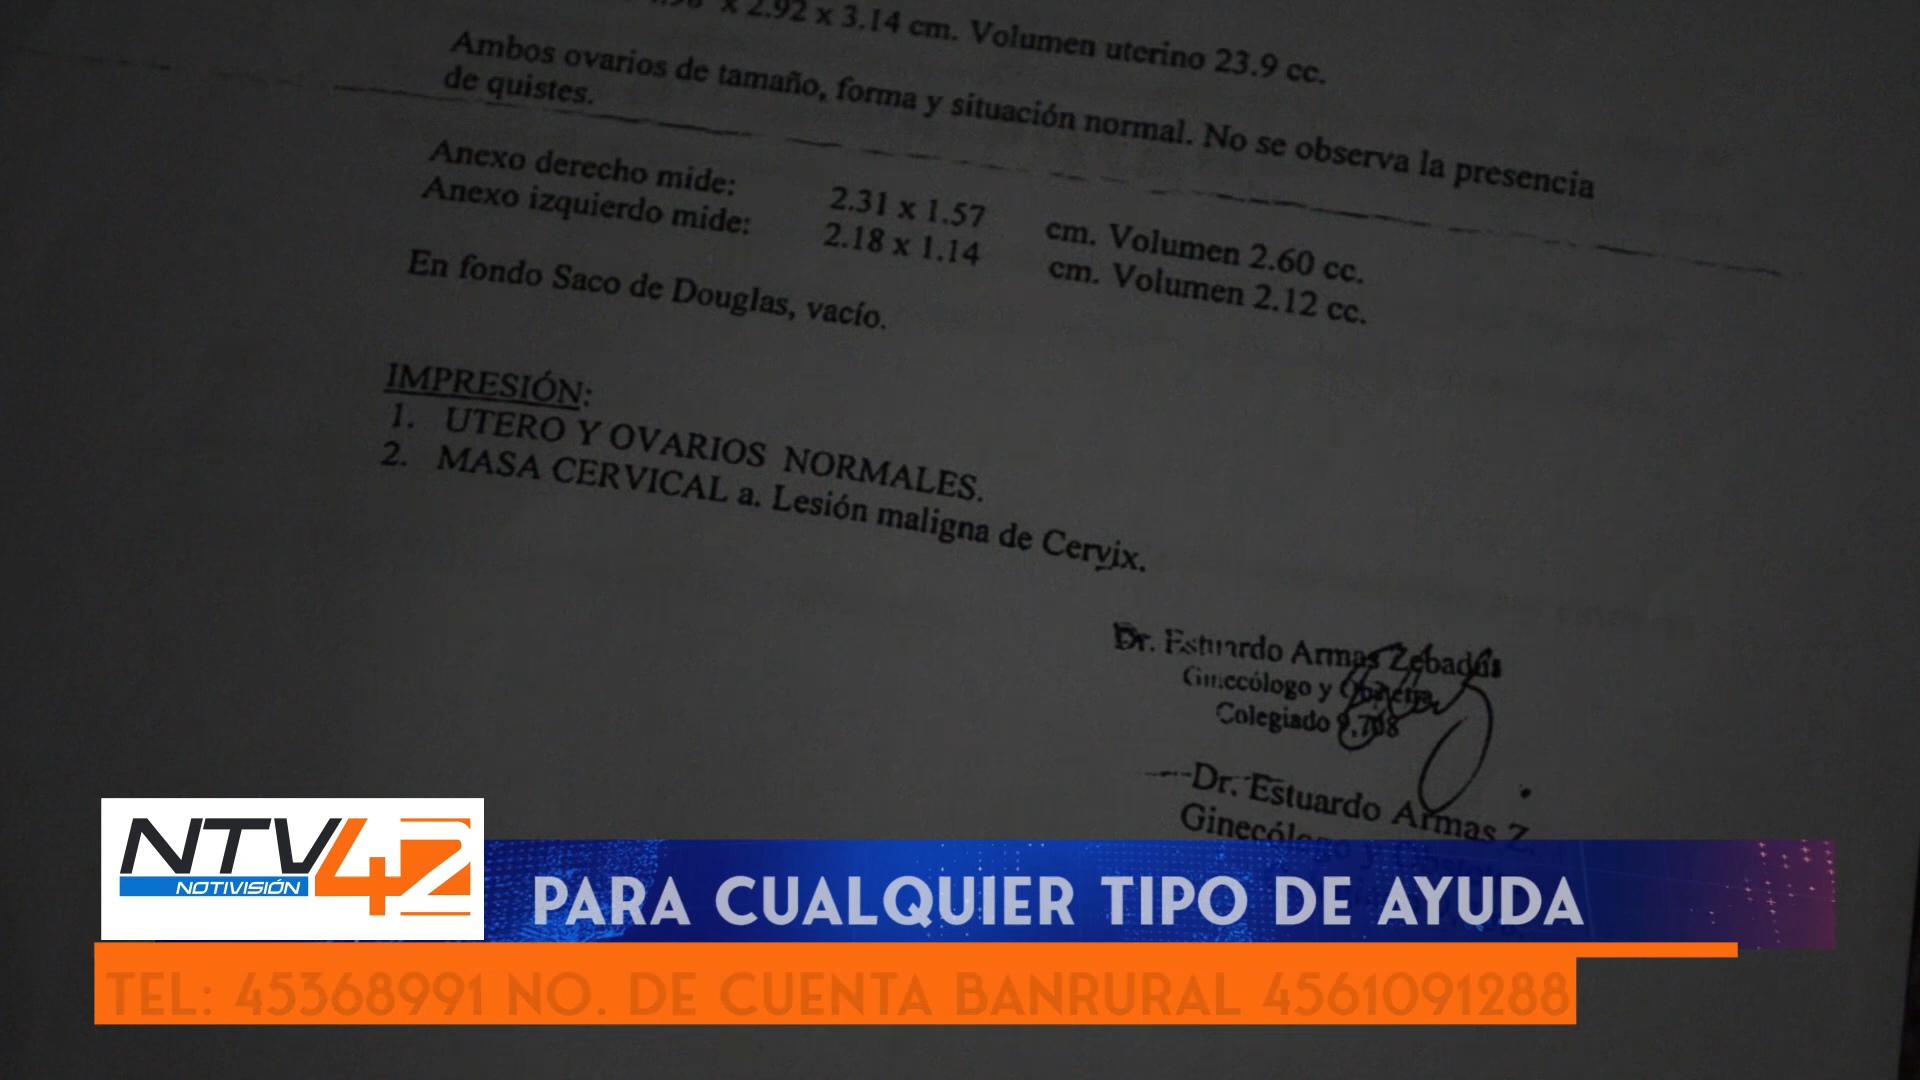 x 2.92 x 3.14 cm. Volumen uterino 23.9 cc.
Ambos ovarios de tamaño, forma y situación normal. No se observa la presencia
de quistes.
Anexo derecho mide: 2.31 x 1.57 cm. Volumen 2.60 cc.
Anexo izquierdo mide: 2.18 x 1.14 cm. Volumen 2.12 cc.
En fondo Saco de Douglas, vacío.
IMPRESIÓN:
1. UTERO Y OVARIOS NORMALES.
2. MASA CERVICAL a. Lesión maligna de Cervix.
Dr. Estuardo Armas Zebadús
Ginecólogo y
Colegiado 9,708
Dr. Estuardo Armas Z.
Ginecólogo y
NTV42
NOTIVISIÓN
PARA CUALQUIER TIPO DE AYUDA
TEL: 45368991 NO. DE CUENTA BANRURAL 4561091288